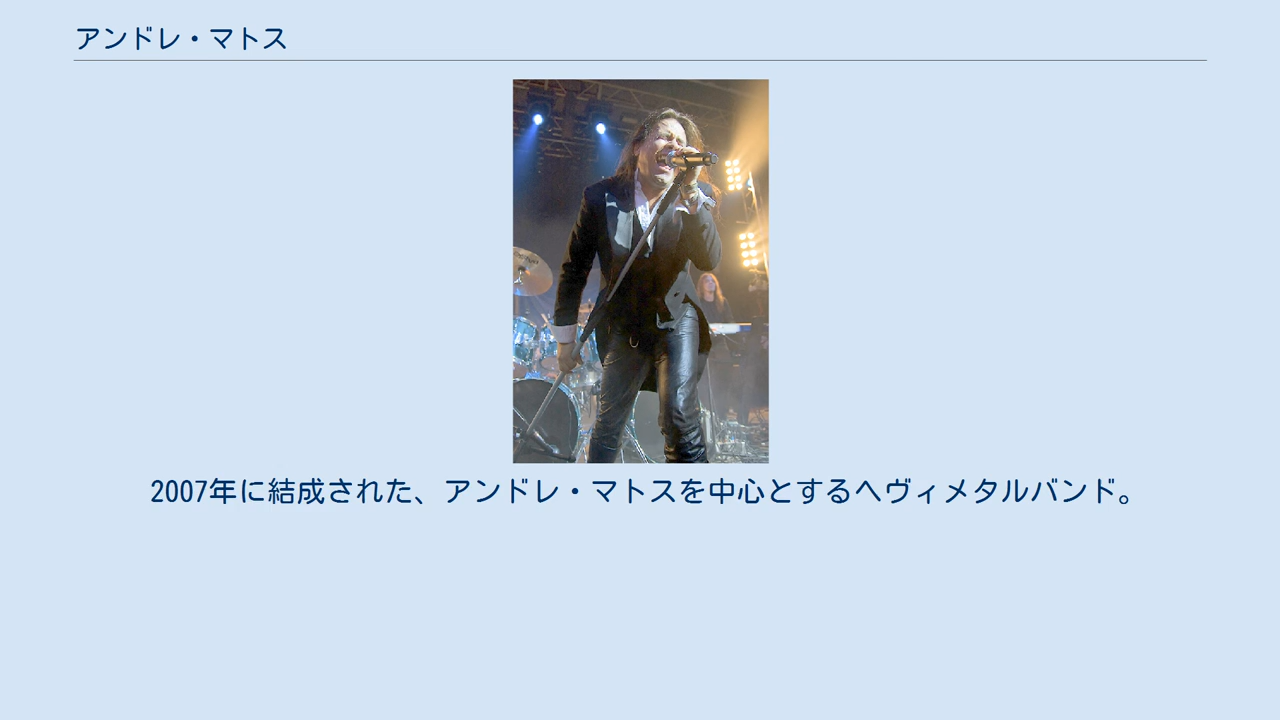 アンドレ・マトス
2007年に結成された、アンドレ・マトスを中心とするヘヴィメタルバンド。